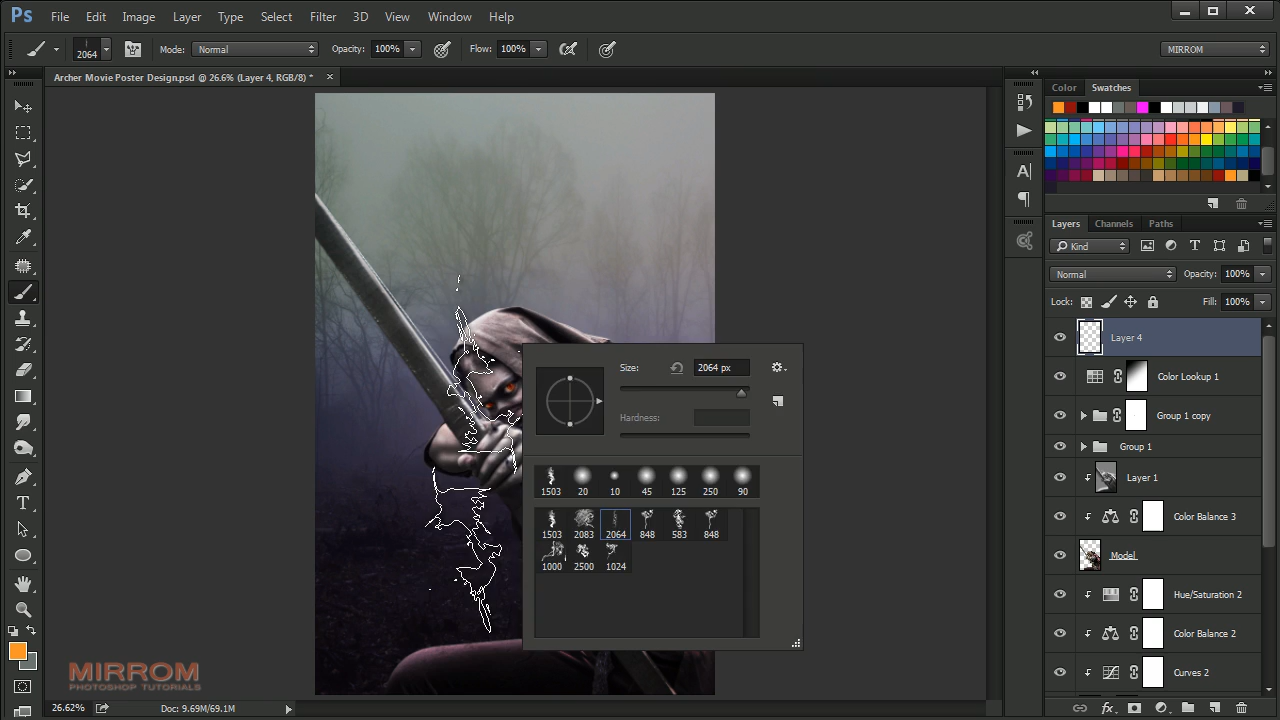 Ps File Edit Image Layer Type Select Filter 3D View Window Help
2064 Mode: Normal Opacity: 100% Flow: 100% MIRROM
Archer Movie Poster Design.psd @ 26.6% (Layer 4, RGB/8) * ×
Color Swatches
Layers Channels Paths
Kind
Normal Opacity: 100%
Lock: Fill: 100%
Layer 4
Color Lookup 1
Group 1 copy
Group 1
Layer 1
Color Balance 3
Model
Hue/Saturation 2
Color Balance 2
Curves 2
Size: 2064 px
Hardness:
1503 20 10 45 125 250 90
1503 2083 2064 848 583 848
1000 2500 1024
MIRROM
PHOTOSHOP TUTORIALS
26.62% Doc: 9.69M/69.1M